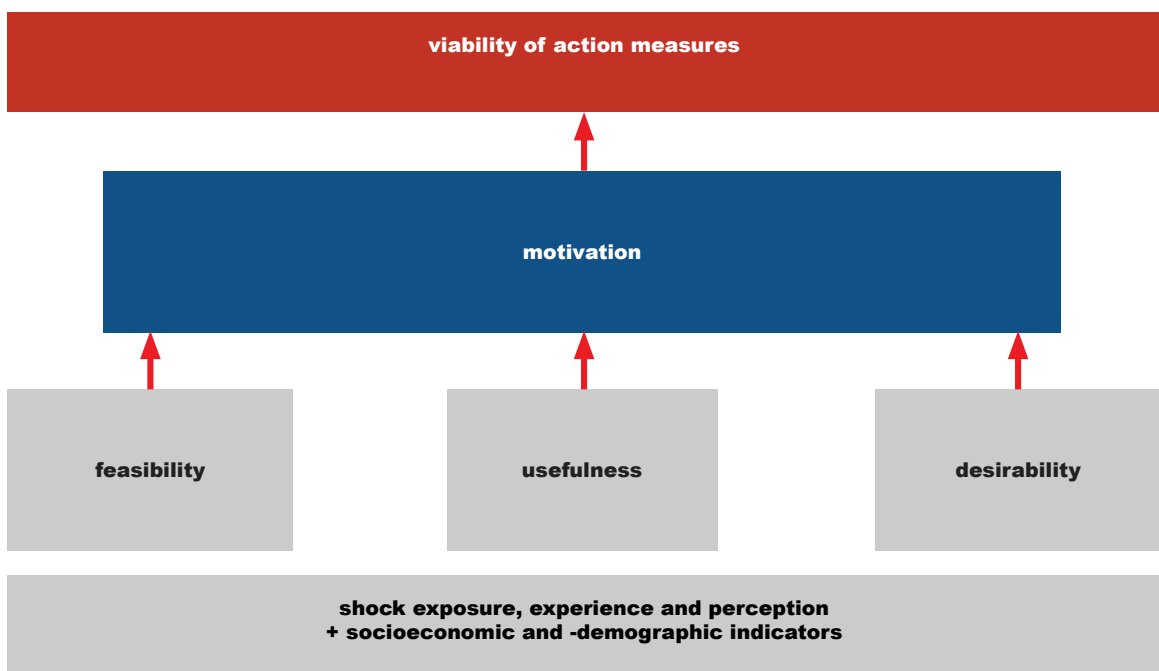 viability of action measures
motivation
feasibility
usefulness
desirability
shock exposure, experience and perception
+ socioeconomic and -demographic indicators